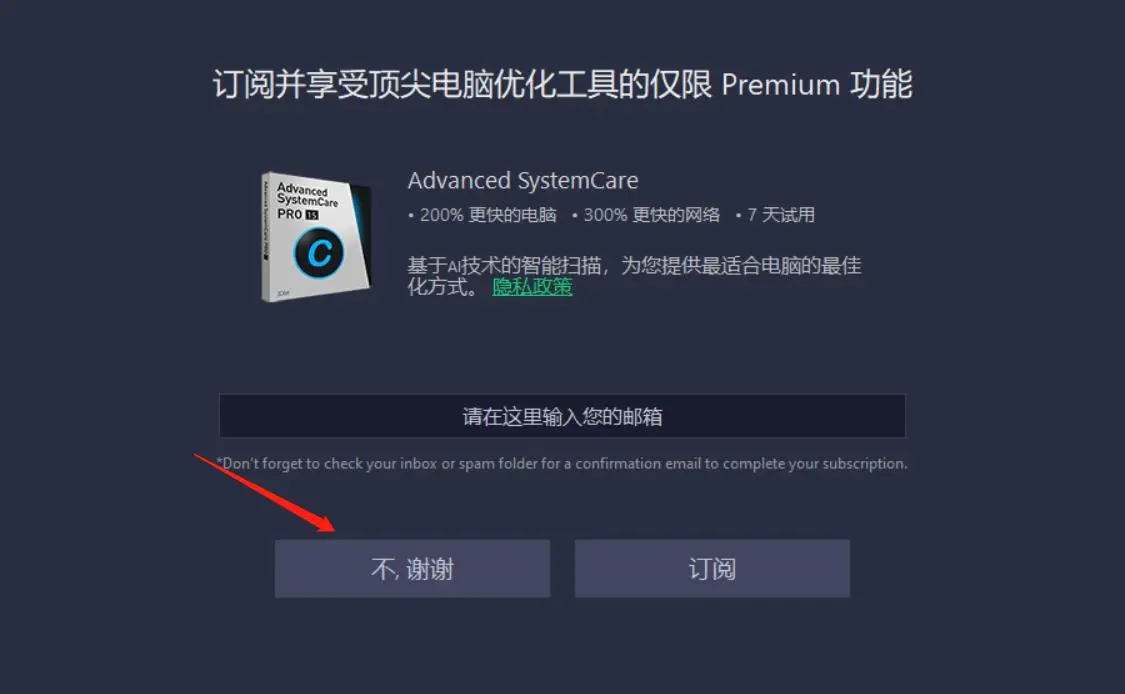 订阅并享受顶尖电脑优化工具的仅限 Premium 功能
Advanced
SystemCare
PRO 15
Advanced SystemCare
• 200% 更快的电脑 • 300% 更快的网络 • 7 天试用
基于AI技术的智能扫描，为您提供最适合电脑的最佳
化方式。 隐私政策
请在这里输入您的邮箱
*Don't forget to check your inbox or spam folder for a confirmation email to complete your subscription.
不, 谢谢
订阅